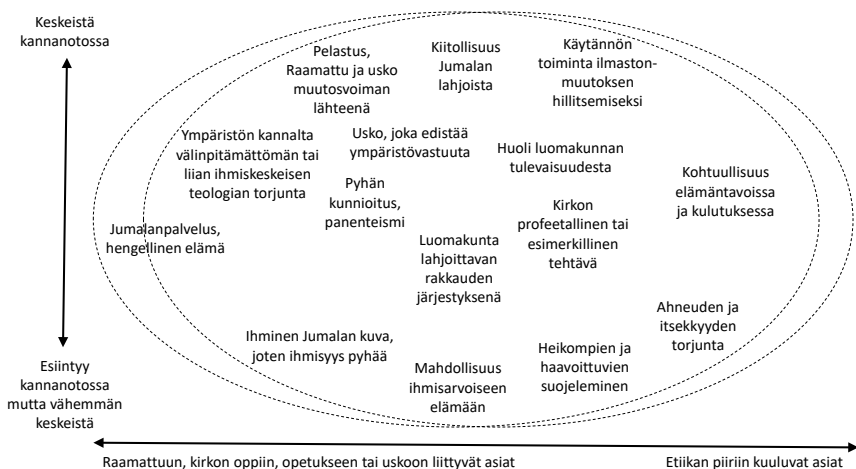 Keskeistä
kannanotossa
Pelastus,
Raamattu ja usko
muutosvoiman
lähteenä
Kiitollisuus
Jumalan
lahjoista
Käytännön
toiminta ilmaston-
muutoksen
hillitsemiseksi
Ympäristön kannalta
välinpitämättömän tai
liian ihmiskeskeisen
teologian torjunta
Usko, joka edistää
ympäristövastuuta
Huoli luomakunnan
tulevaisuudesta
Kohtuullisuus
elämäntavoissa
ja kulutuksessa
Pyhän
kunnioitus,
panenteismi
Kirkon
profeetallinen tai
esimerkillinen
tehtävä
Jumalanpalvelus,
hengellinen elämä
Luomakunta
lahjoittavan
rakkauden
järjestyksenä
Ahneuden ja
itsekkyyden
torjunta
Ihminen Jumalan kuva,
joten ihmisyys pyhää
Heikompien ja
haavoittuvien
suojeleminen
Mahdollisuus
ihmisarvoiseen
elämään
Esiintyy
kannanotossa
mutta vähemmän
keskeistä
Raamattuun, kirkon oppiin, opetukseen tai uskoon liittyvät asiat
Etiikan piiriin kuuluvat asiat